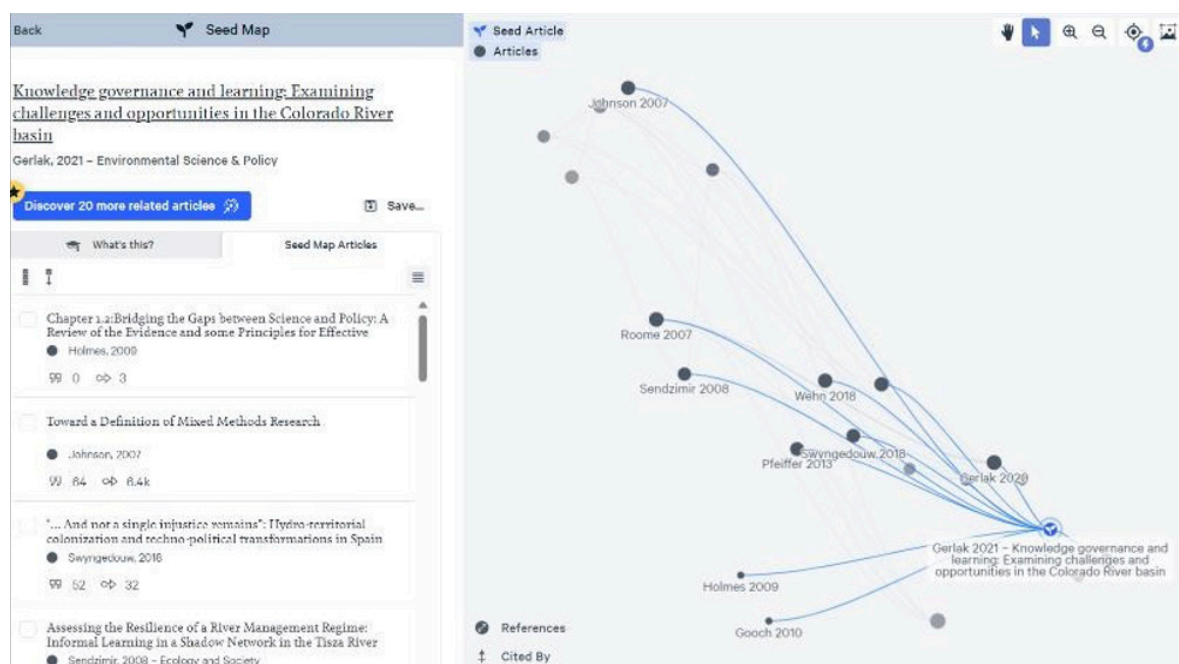 Back
Seed Map
Knowledge governance and learning: Examining
challenges and opportunities in the Colorado River
basin
Gerlak, 2021 – Environmental Science & Policy
Discover 20 more related articles
Save...
What's this?
Seed Map Articles
Chapter 1.2:Bridging the Gaps between Science and Policy: A
Review of the Evidence and some Principles for Effective
Holmes, 2009
0
3
Toward a Definition of Mixed Methods Research
Johnson, 2007
64
6.4k
"... And not a single injustice remains": Hydro-territorial
colonization and techno-political transformations in Spain
Swyngedouw, 2018
52
32
Assessing the Resilience of a River Management Regime:
Informal Learning in a Shadow Network in the Tisza River
Sendzimir, 2008 – Ecology and Society
Seed Article
Articles
Johnson 2007
Roome 2007
Sendzimir 2008
Wehn 2018
Swyngedouw 2018
Pfeiffer 2013
Gerlak 2020
Gerlak 2021 – Knowledge governance and
learning: Examining challenges and
opportunities in the Colorado River basin
Holmes 2009
Gooch 2010
References
Cited By